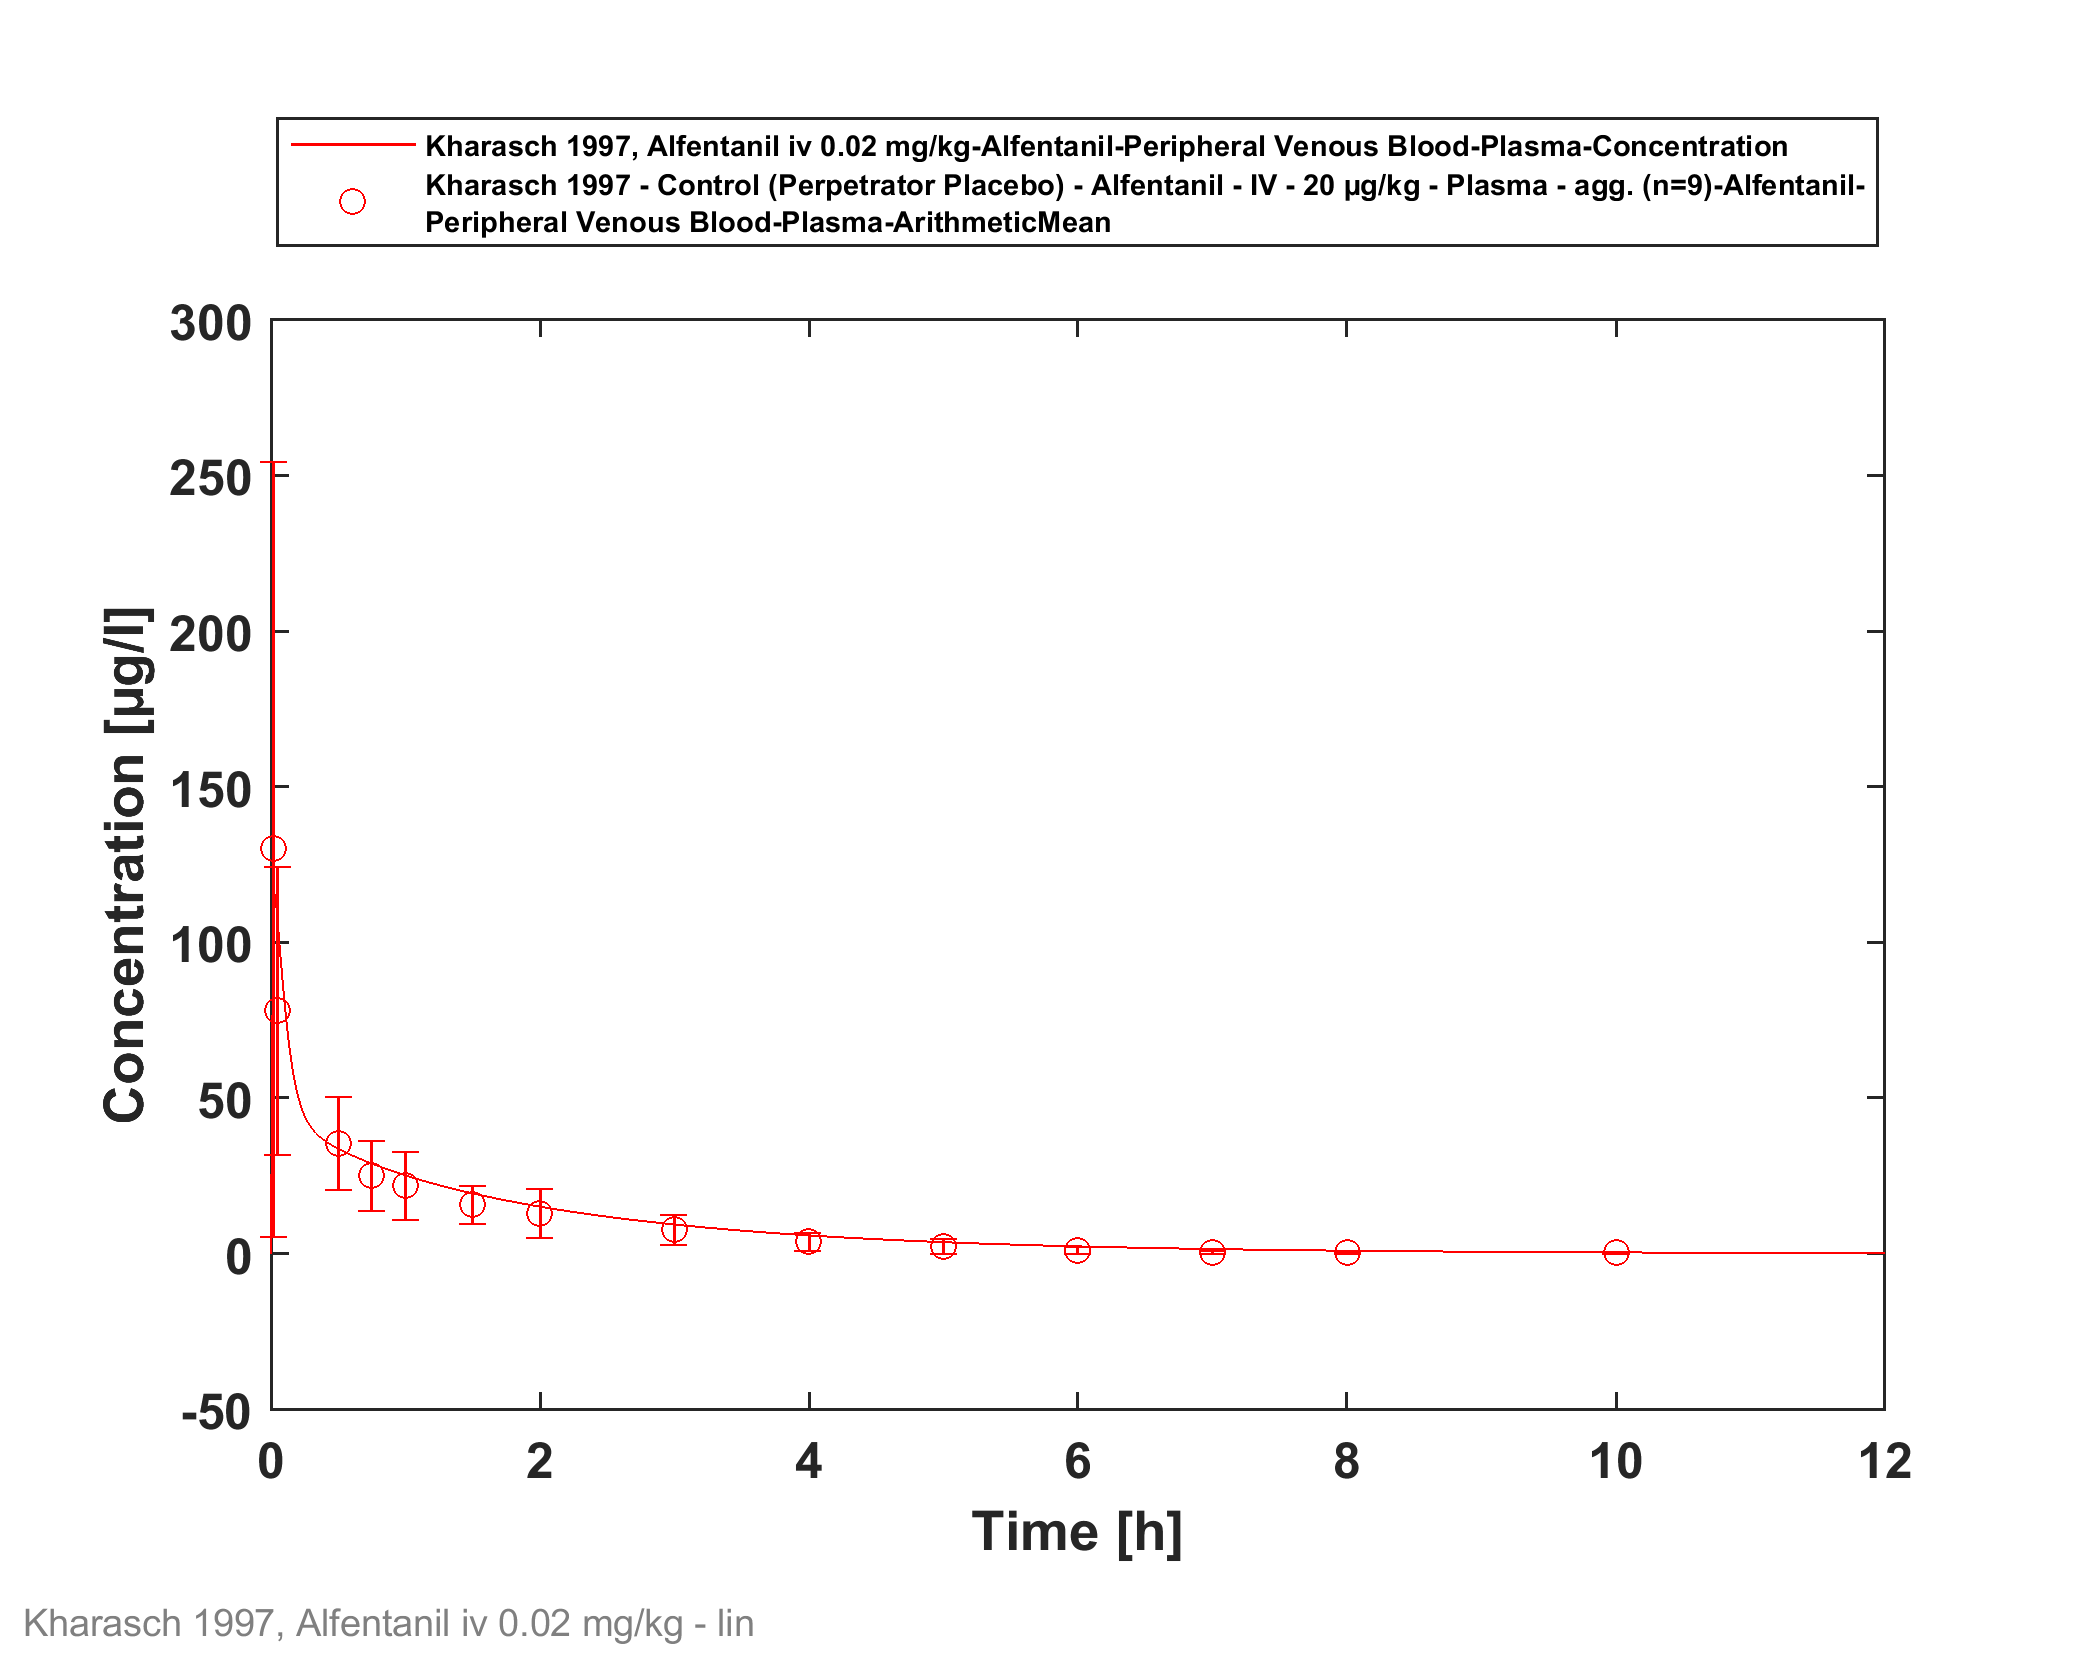 Kharasch 1997, Alfentanil iv 0.02 mg/kg-Alfentanil-Peripheral Venous Blood-Plasma-Concentration
Kharasch 1997 - Control (Perpetrator Placebo) - Alfentanil - IV - 20 µg/kg - Plasma - agg. (n=9)-Alfentanil-
Peripheral Venous Blood-Plasma-ArithmeticMean
300
250
200
150
100
50
0
-50
Concentration [µg/l]
0 2 4 6 8 10 12
Time [h]
Kharasch 1997, Alfentanil iv 0.02 mg/kg - lin